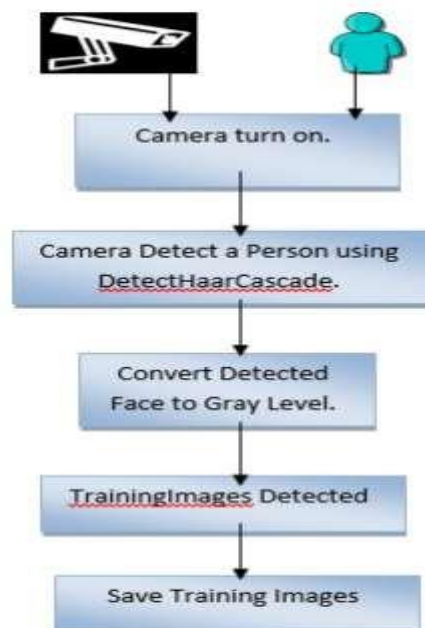 Camera turn on.
Camera Detect a Person using
DetectHaarCascade.
Convert Detected
Face to Gray Level.
TrainingImages Detected
Save Training Images